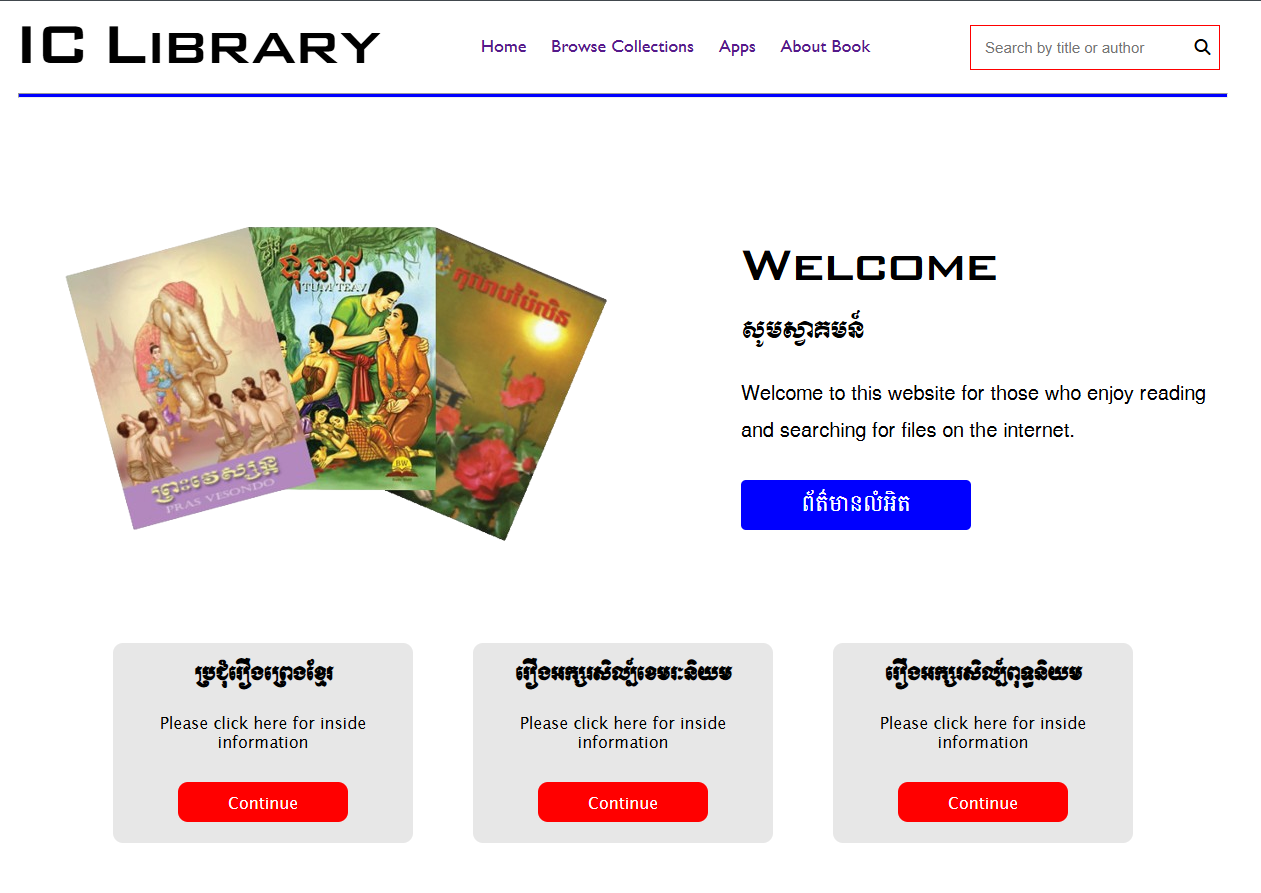 IC LIBRARY
Home Browse Collections Apps About Book
Search by title or author
ព្រះវេស្សន្តរ
PRAS VESONDO
រឿង
ទុំទាវ
TUM TEAV
BW
កុលាបប៉ៃលិន
WELCOME
សូមស្វាគមន៍
Welcome to this website for those who enjoy reading
and searching for files on the internet.
ព័ត៌មានលំអិត
ប្រជុំរឿងព្រេងខ្មែរ
Please click here for inside
information
Continue
រឿងអក្សរសិល្ប៍ខេមរៈនិយម
Please click here for inside
information
Continue
រឿងអក្សរសិល្ប៍ពុទ្ធនិយម
Please click here for inside
information
Continue